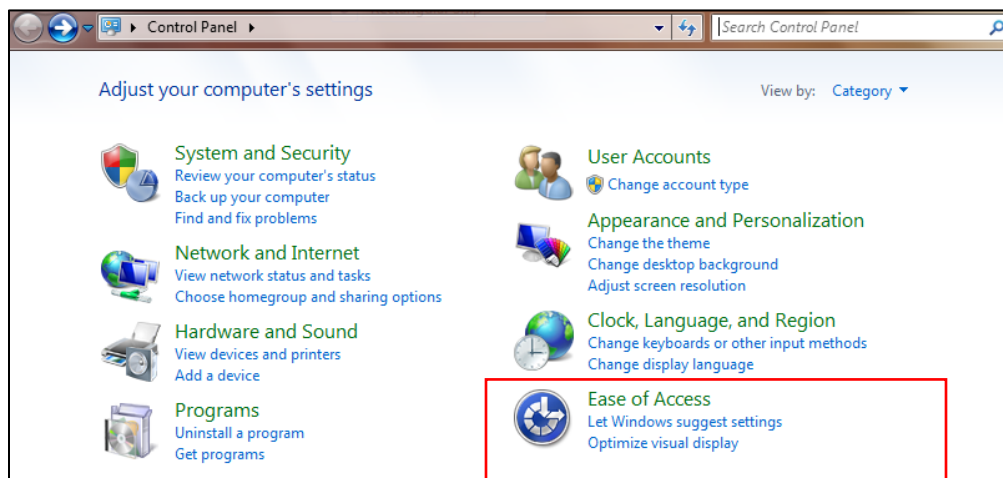 Control Panel
Search Control Panel
Adjust your computer's settings
View by: Category
System and Security
Review your computer's status
Back up your computer
Find and fix problems
Network and Internet
View network status and tasks
Choose homegroup and sharing options
Hardware and Sound
View devices and printers
Add a device
Programs
Uninstall a program
Get programs
User Accounts
Change account type
Appearance and Personalization
Change the theme
Change desktop background
Adjust screen resolution
Clock, Language, and Region
Change keyboards or other input methods
Change display language
Ease of Access
Let Windows suggest settings
Optimize visual display